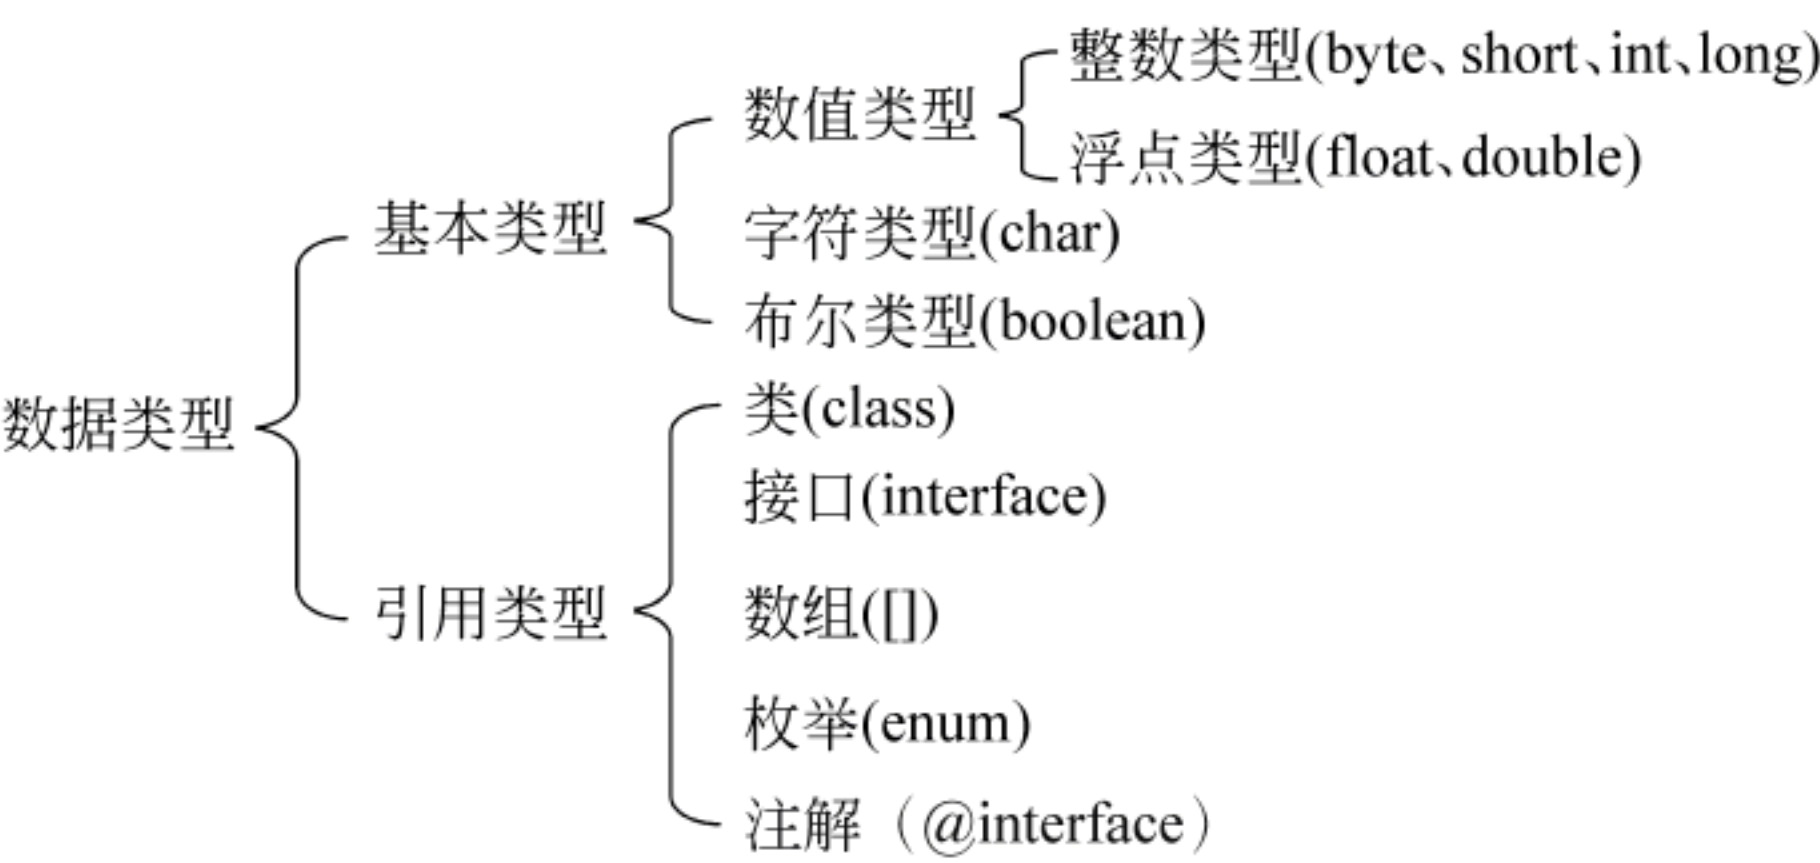 数据类型
基本类型
数值类型
整数类型(byte、short、int、long)
浮点类型(float、double)
字符类型(char)
布尔类型(boolean)
引用类型
类(class)
接口(interface)
数组([])
枚举(enum)
注解（@interface）